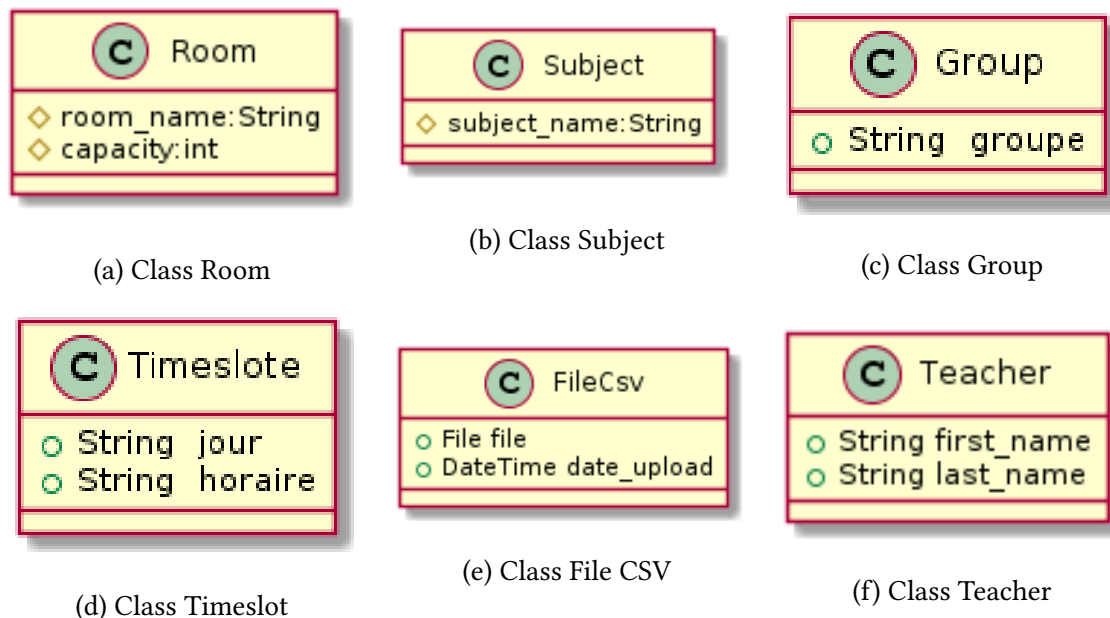 C Room
room_name:String
capacity:int
(a) Class Room
C Subject
subject_name:String
(b) Class Subject
C Group
String groupe
(c) Class Group
C Timeslote
String jour
String horaire
(d) Class Timeslot
C FileCsv
File file
DateTime date_upload
(e) Class File CSV
C Teacher
String first_name
String last_name
(f) Class Teacher